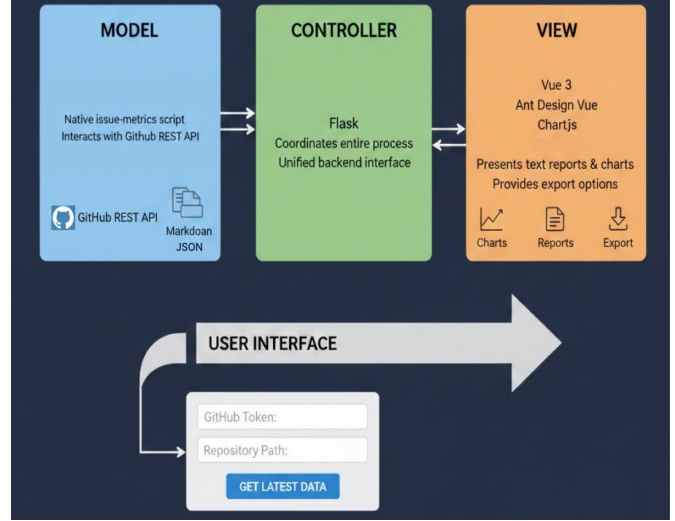 MODEL
Native issue-metrics script
Interacts with Github REST API
GitHub REST API
Markdoan
JSON
CONTROLLER
Flask
Coordinates entire process
Unified backend interface
VIEW
Vue 3
Ant Design Vue
Chartjs
Presents text reports & charts
Provides export options
Charts
Reports
Export
USER INTERFACE
GitHub Token:
Repository Path:
GET LATEST DATA